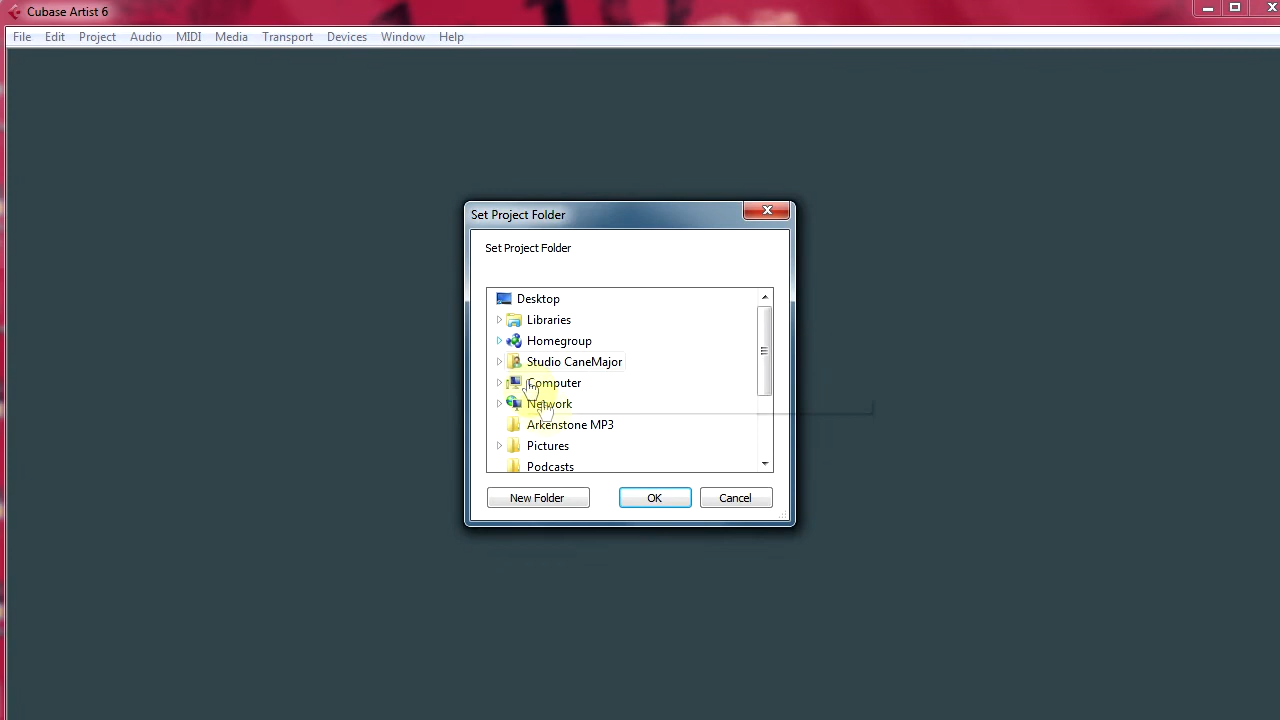 Cubase Artist 6
File Edit Project Audio MIDI Media Transport Devices Window Help
Set Project Folder
Set Project Folder
Desktop
Libraries
Homegroup
Studio CaneMajor
Computer
Network
Arkenstone MP3
Pictures
Podcasts
New Folder OK Cancel